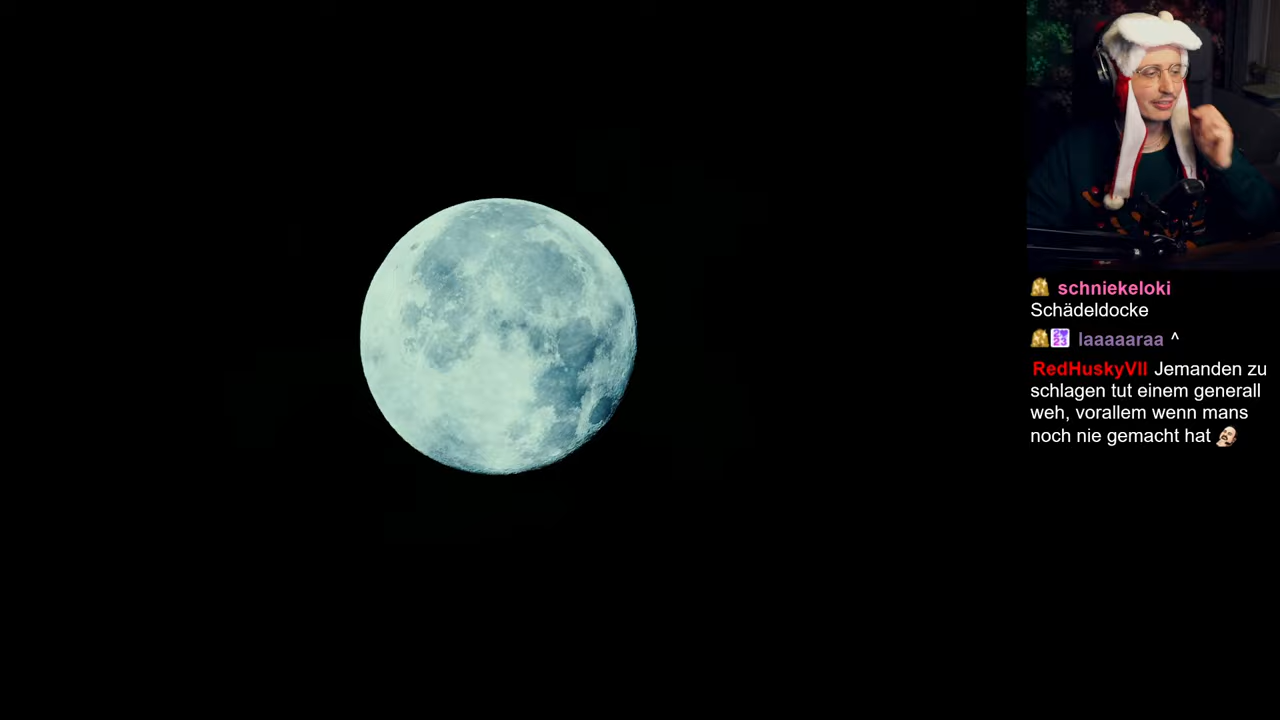 schniekeloki
Schädeldocke
laaaaaraa ^
RedHuskyVII Jemanden zu
schlagen tut einem generall
weh, vorallem wenn mans
noch nie gemacht hat